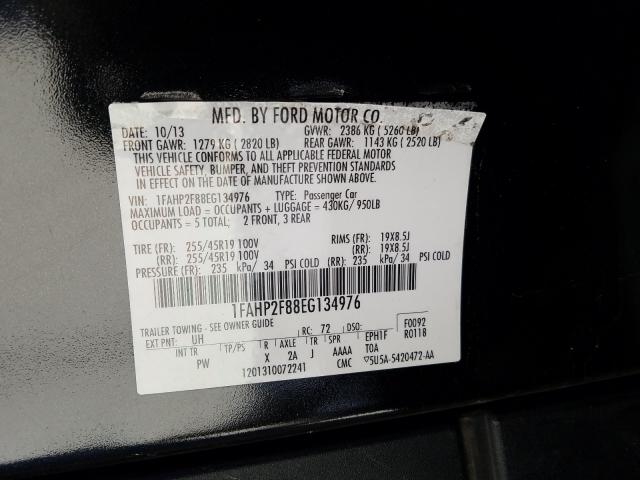 MFD. BY FORD MOTOR CO.
DATE: 10/13 GVWR: 2386 KG ( 5260 LB)
FRONT GAWR: 1279 KG ( 2820 LB) REAR GAWR: 1143 KG ( 2520 LB)
THIS VEHICLE CONFORMS TO ALL APPLICABLE FEDERAL MOTOR
VEHICLE SAFETY, BUMPER, AND THEFT PREVENTION STANDARDS
IN EFFECT ON THE DATE OF MANUFACTURE SHOWN ABOVE.
VIN: 1FAHP2F88EG134976 TYPE: Passenger Car
MAXIMUM LOAD = OCCUPANTS + LUGGAGE = 430KG/ 950LB
OCCUPANTS = 5 TOTAL; 2 FRONT, 3 REAR
TIRE (FR): 255/45R19 100V RIMS (FR): 19X8.5J
(RR): 255/45R19 100V (RR): 19X8.5J
PRESSURE (FR): 235 kPa/ 34 PSI COLD (RR): 235 kPa/ 34 PSI COLD
1FAHP2F88EG134976
TRAILER TOWING - SEE OWNER GUIDE
EXT PNT: UH RC: 72 DSO: F0092
INT TR TP/PS R AXLE TR SPR EPH1F R0118
PW X 2A J AAAA TOA
1201310072241 CMC ▽5U5A-5420472-AA